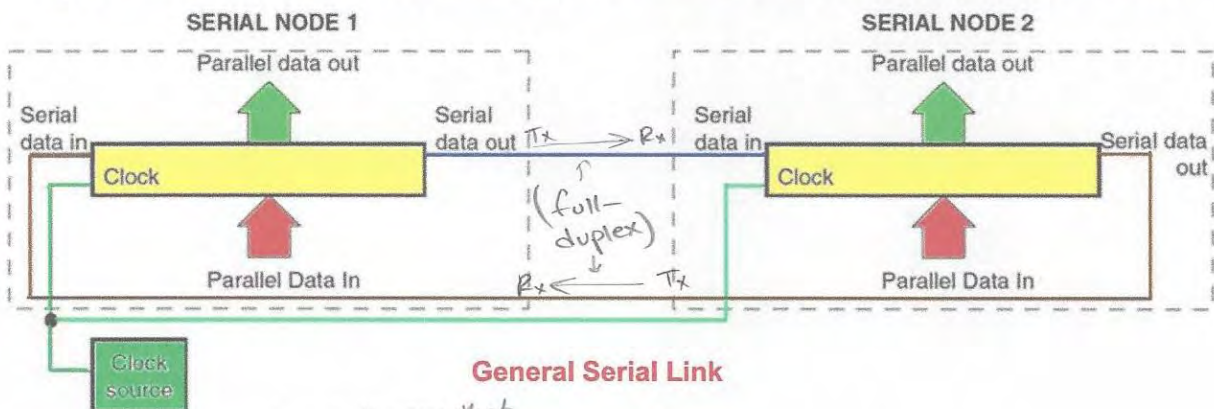 SERIAL NODE 1
SERIAL NODE 2
Parallel data out
Parallel data out
Serial
data in
Serial
data out
Tx
Rx
Serial
data in
Serial data
out
Clock
Clock
(full-
duplex)
Parallel Data In
Rx
Tx
Parallel Data In
Clock
source
General Serial Link